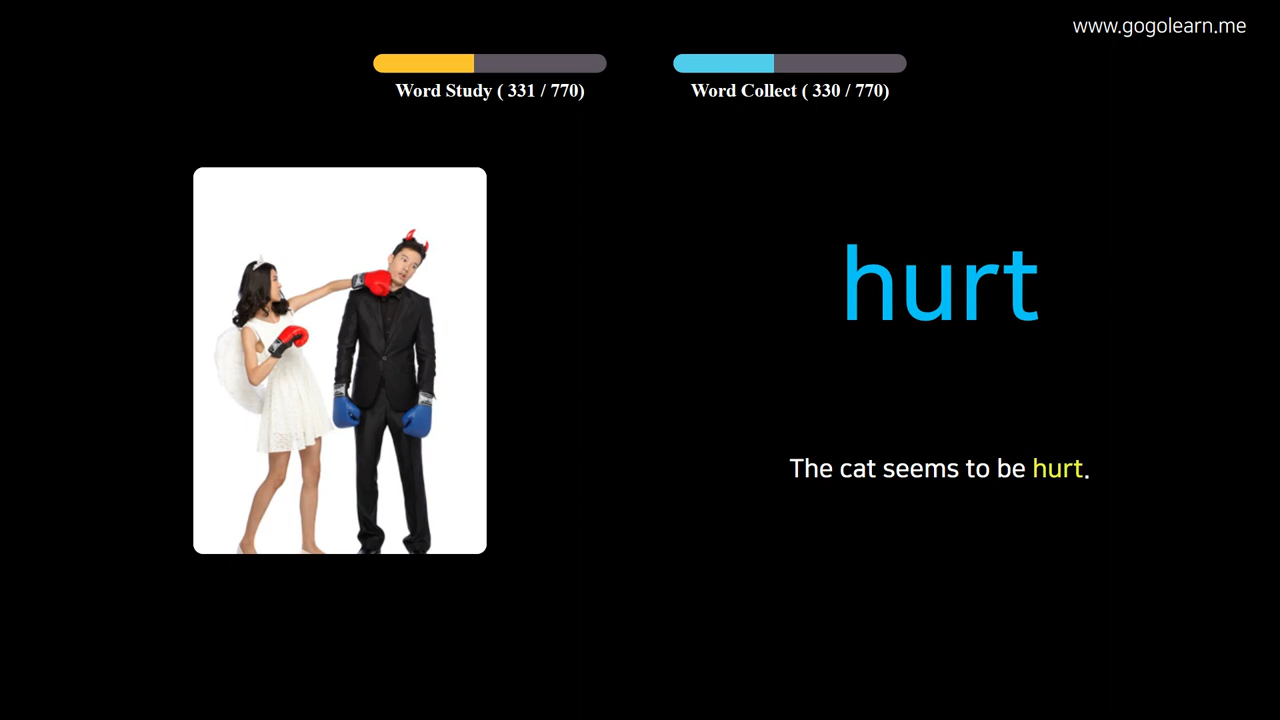 www.gogolearn.me
Word Study ( 331 / 770)
Word Collect ( 330 / 770)
hurt
The cat seems to be hurt.